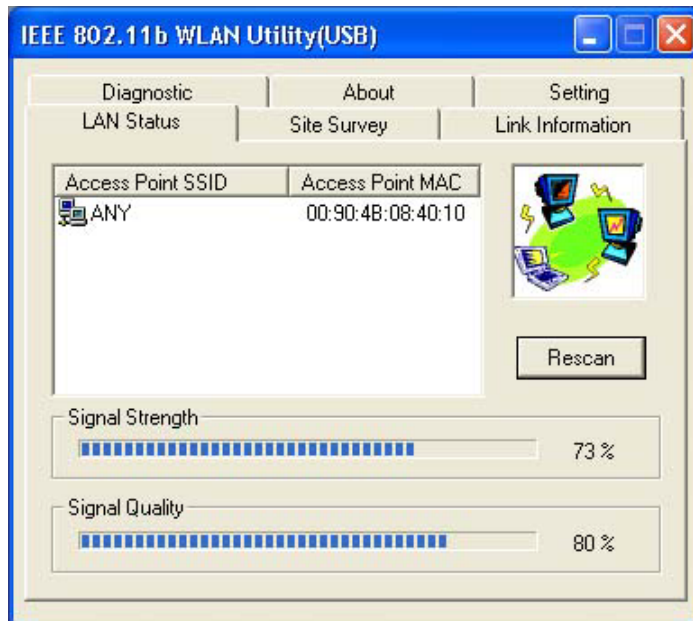 IEEE 802.11b WLAN Utility(USB)
Diagnostic About Setting
LAN Status Site Survey Link Information
Access Point SSID Access Point MAC
ANY 00:90:4B:08:40:10
Rescan
Signal Strength
73 %
Signal Quality
80 %